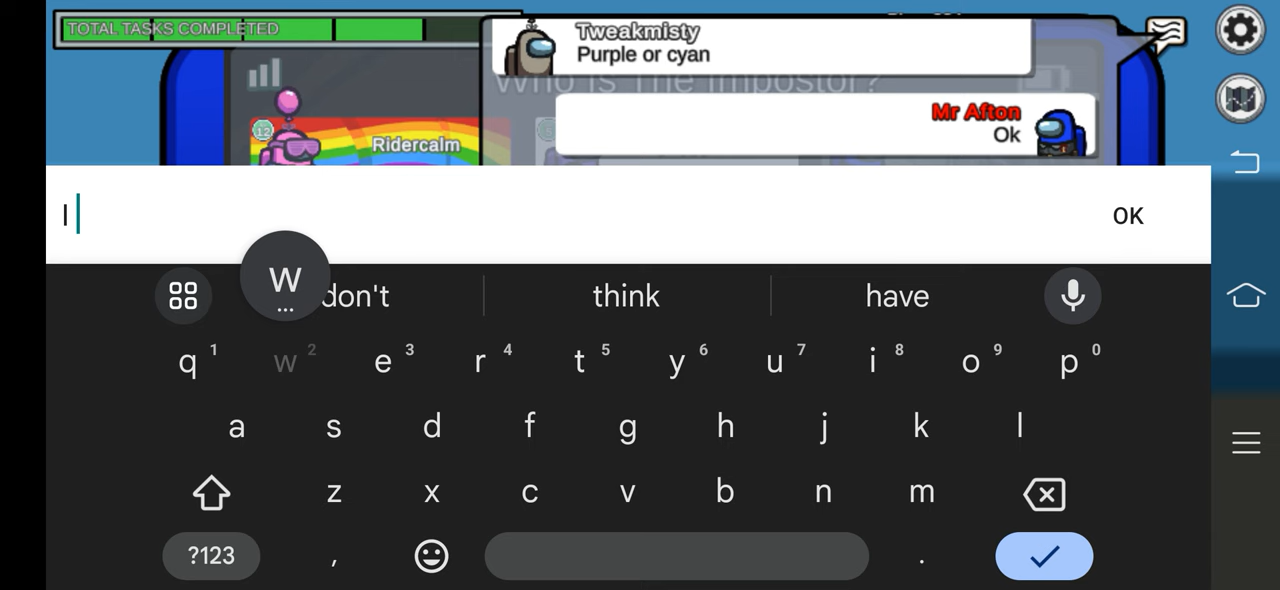 TOTAL TASKS COMPLETED
Tweakmisty
Purple or cyan
Who Is The Impostor?
Mr Afton
Ok
12
Ridercalm
I
OK
W
...
don't
think
have
q 1 w 2 e 3 r 4 t 5 y 6 u 7 i 8 o 9 p 0
a s d f g h j k l
z x c v b n m
?123 , .